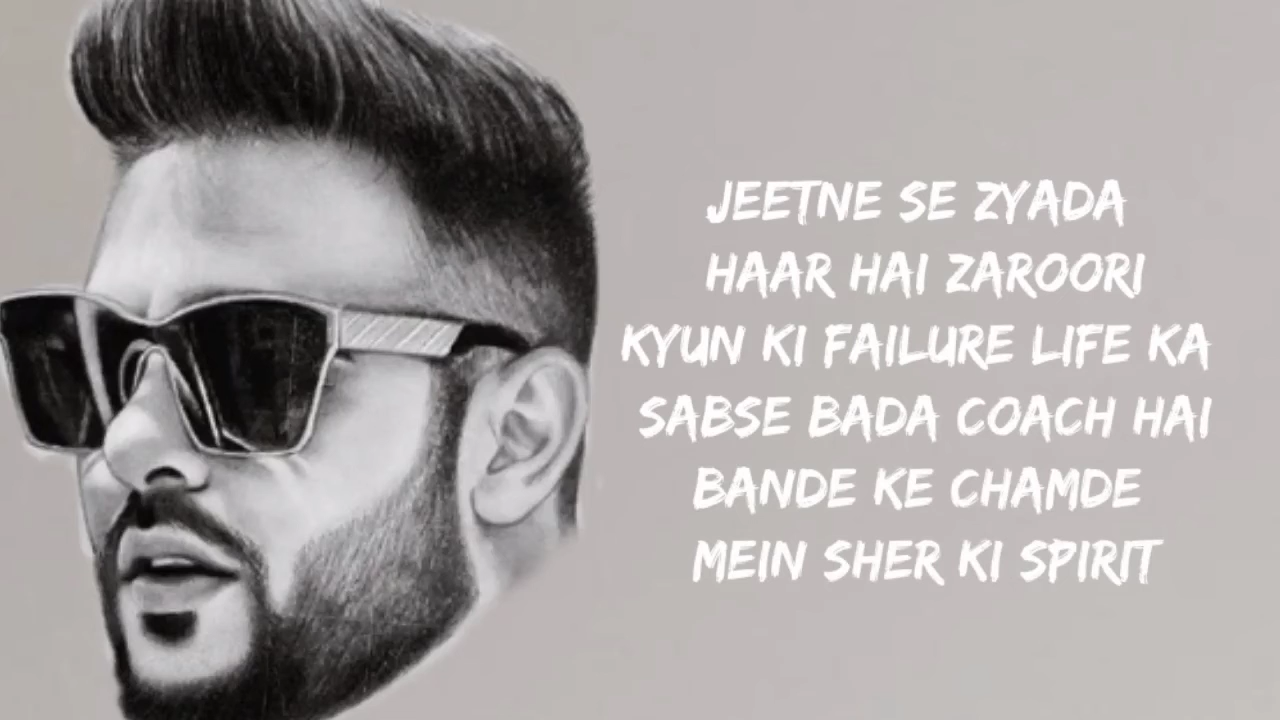 JEETNE SE ZYADA
HAAR HAI ZAROORI
KYUN KI FAILURE LIFE KA
SABSE BADA COACH HAI
BANDE KE CHAMDE
MEIN SHER KI SPIRIT